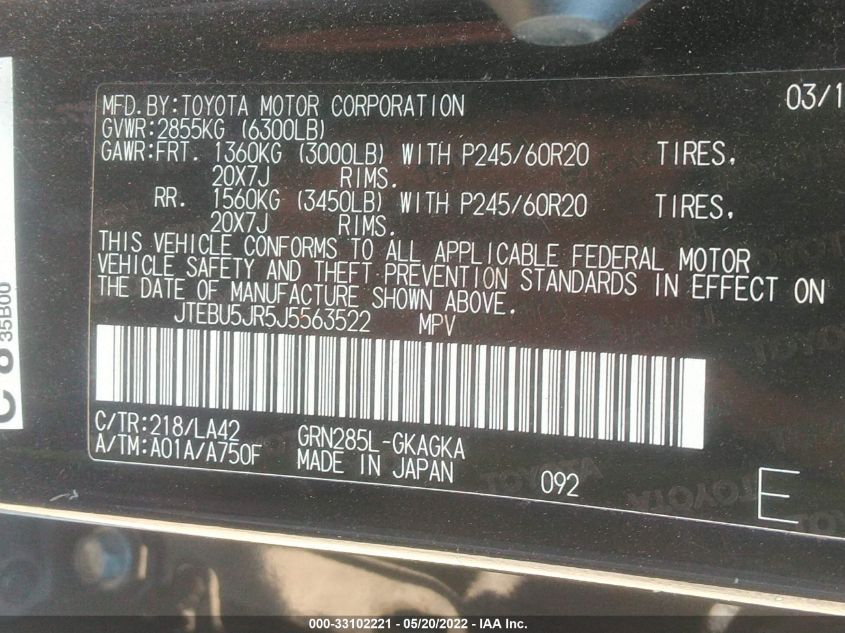 MFD.BY:TOYOTA MOTOR CORPORATION 03/1
GVWR:2855KG (6300LB)
GAWR:FRT. 1360KG (3000LB) WITH P245/60R20 TIRES,
20X7J RIMS.
RR. 1560KG (3450LB) WITH P245/60R20 TIRES,
20X7J RIMS.
THIS VEHICLE CONFORMS TO ALL APPLICABLE FEDERAL MOTOR
VEHICLE SAFETY AND THEFT PREVENTION STANDARDS IN EFFECT ON
THE DATE OF MANUFACTURE SHOWN ABOVE.
JTEBU5JR5J5563522 MPV
C/TR:218/LA42 GRN285L-GKAGKA
A/TM:A01A/A750F MADE IN JAPAN 092 E
35B00
TOYOTA
000-33102221 - 05/20/2022 - IAA Inc.